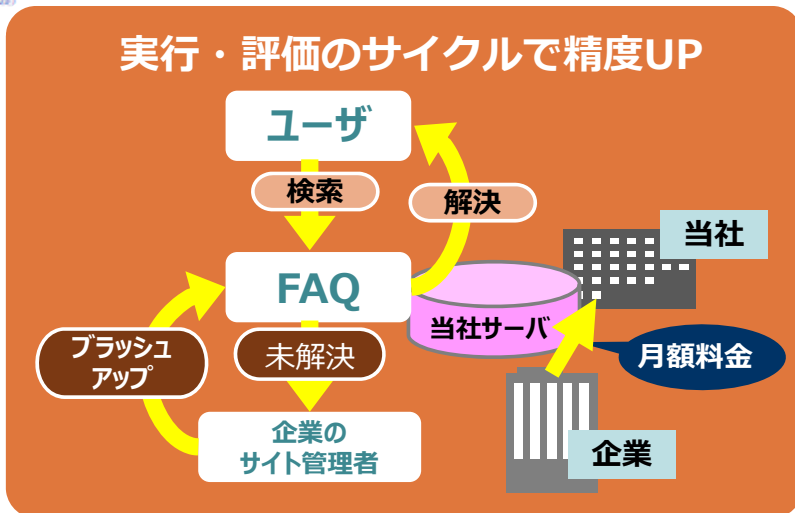 実行・評価のサイクルで精度UP
ユーザ
検索
解決
当社
FAQ
当社サーバ
ブラッシュ
アップ
未解決
月額料金
企業の
サイト管理者
企業